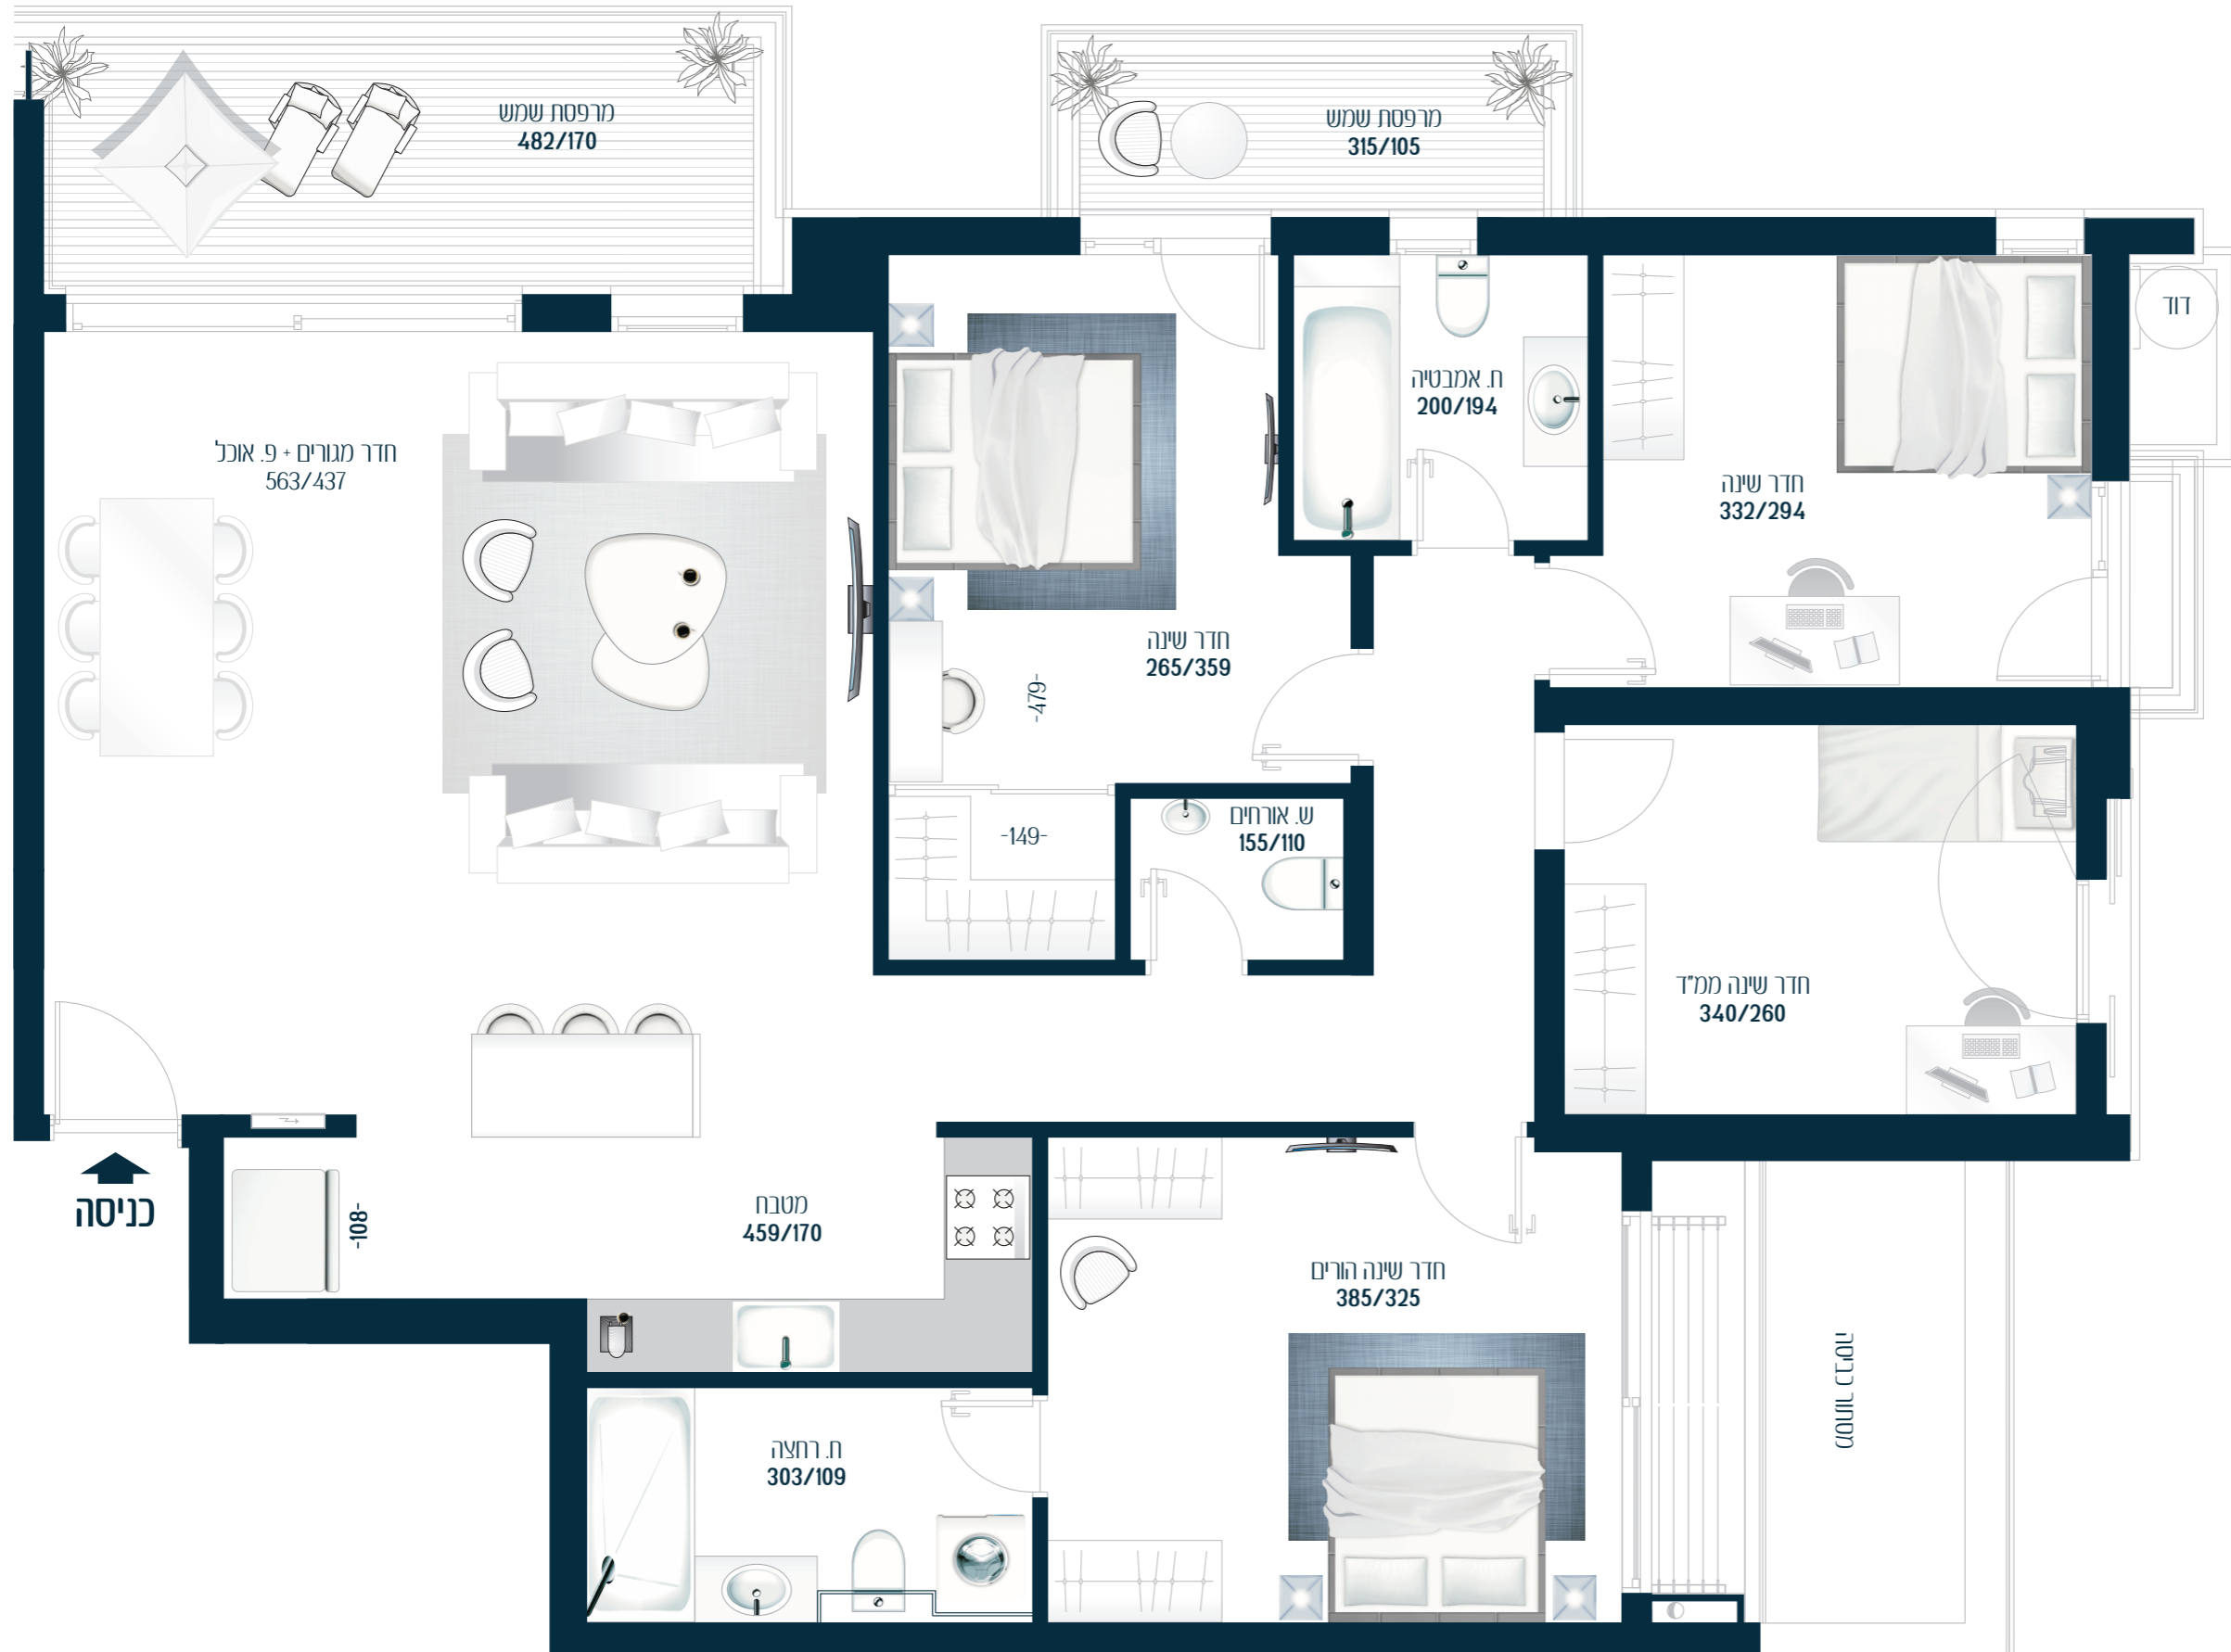 מרפסת שמש
482/170
מרפסת שמש
315/105
דוד
ח. אמבטיה
200/194
חדר מגורים + פ. אוכל
563/437
חדר שינה
332/294
חדר שינה
265/359
-479-
-149-
ש. אורחים
155/110
חדר שינה ממ"ד
340/260
כניסה
-108-
מטבח
459/170
חדר שינה הורים
385/325
מסתור כביסה
ח. רחצה
303/109